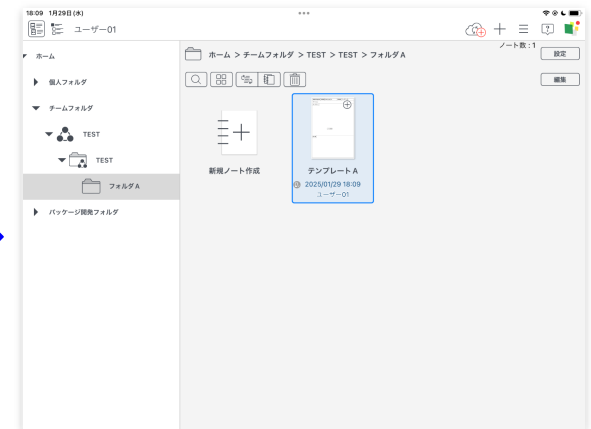 18:09 1月29日(水)
ユーザー01
ノート数:1
ホーム
ホーム > チームフォルダ > TEST > TEST > フォルダA
設定
個人フォルダ
編集
チームフォルダ
TEST
TEST
フォルダA
パッケージ開発フォルダ
新規ノート作成
テンプレートA
2025/01/29 18:09
ユーザー01